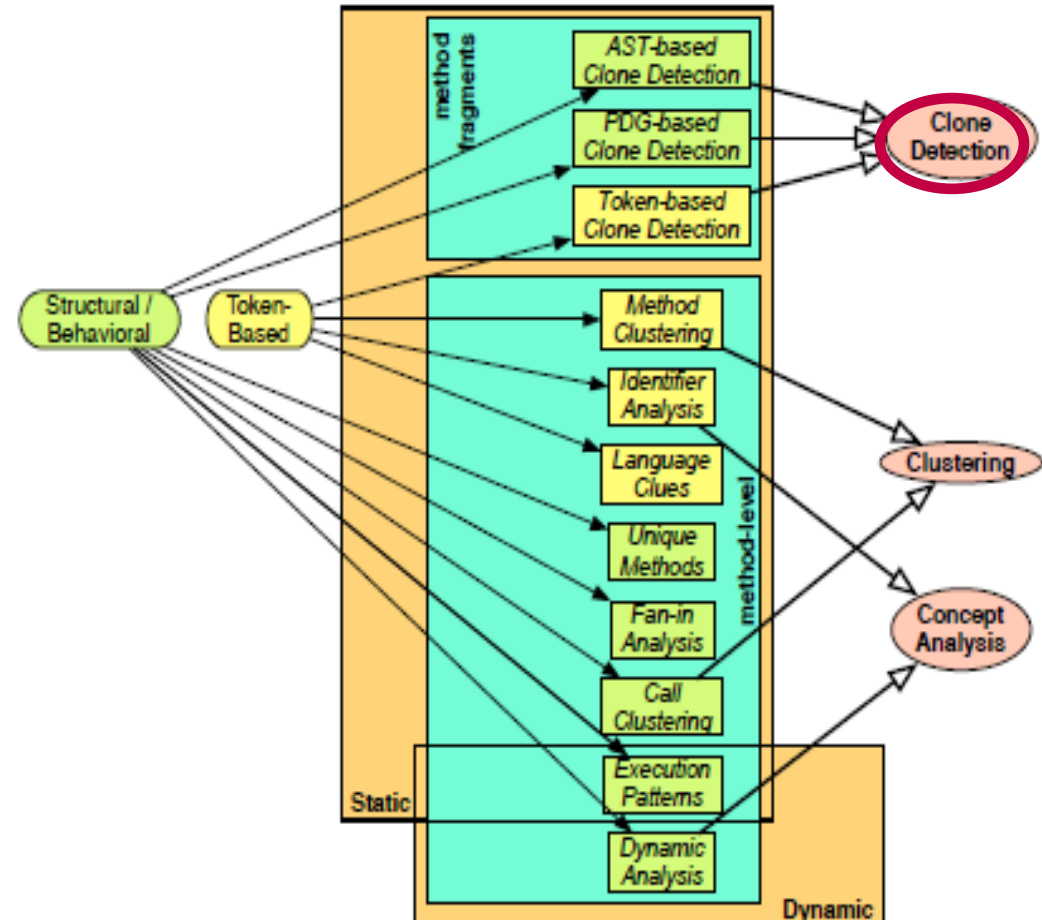 method
fragments
AST-based
Clone Detection
PDG-based
Clone Detection
Token-based
Clone Detection
Clone
Detection
Structural /
Behavioral
Token-
Based
Method
Clustering
Identifier
Analysis
Language
Clues
Unique
Methods
Fan-in
Analysis
Call
Clustering
Execution
Patterns
Dynamic
Analysis
method-level
Clustering
Concept
Analysis
Static
Dynamic